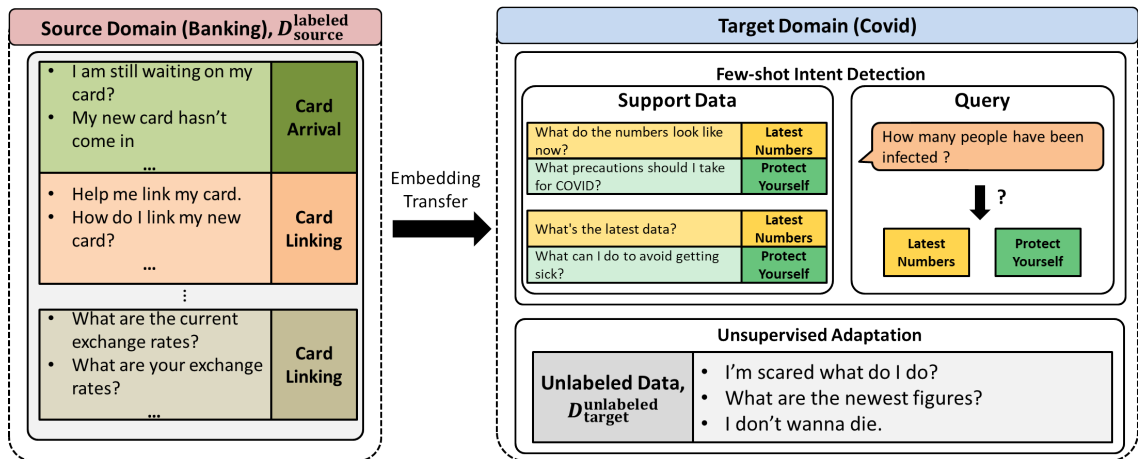 Source Domain (Banking), D labeled source
• I am still waiting on my
card?
• My new card hasn't
come in
...
Card
Arrival
• Help me link my card.
• How do I link my new
card?
...
Card
Linking
⋮
• What are the current
exchange rates?
• What are your exchange
rates?
...
Card
Linking
Embedding
Transfer
Target Domain (Covid)
Few-shot Intent Detection
Support Data
What do the numbers look like
now?
Latest
Numbers
What precautions should I take
for COVID?
Protect
Yourself
What's the latest data?
Latest
Numbers
What can I do to avoid getting
sick?
Protect
Yourself
Query
How many people have been
infected ?
?
Latest
Numbers
Protect
Yourself
Unsupervised Adaptation
Unlabeled Data,
D unlabeled target
• I'm scared what do I do?
• What are the newest figures?
• I don't wanna die.